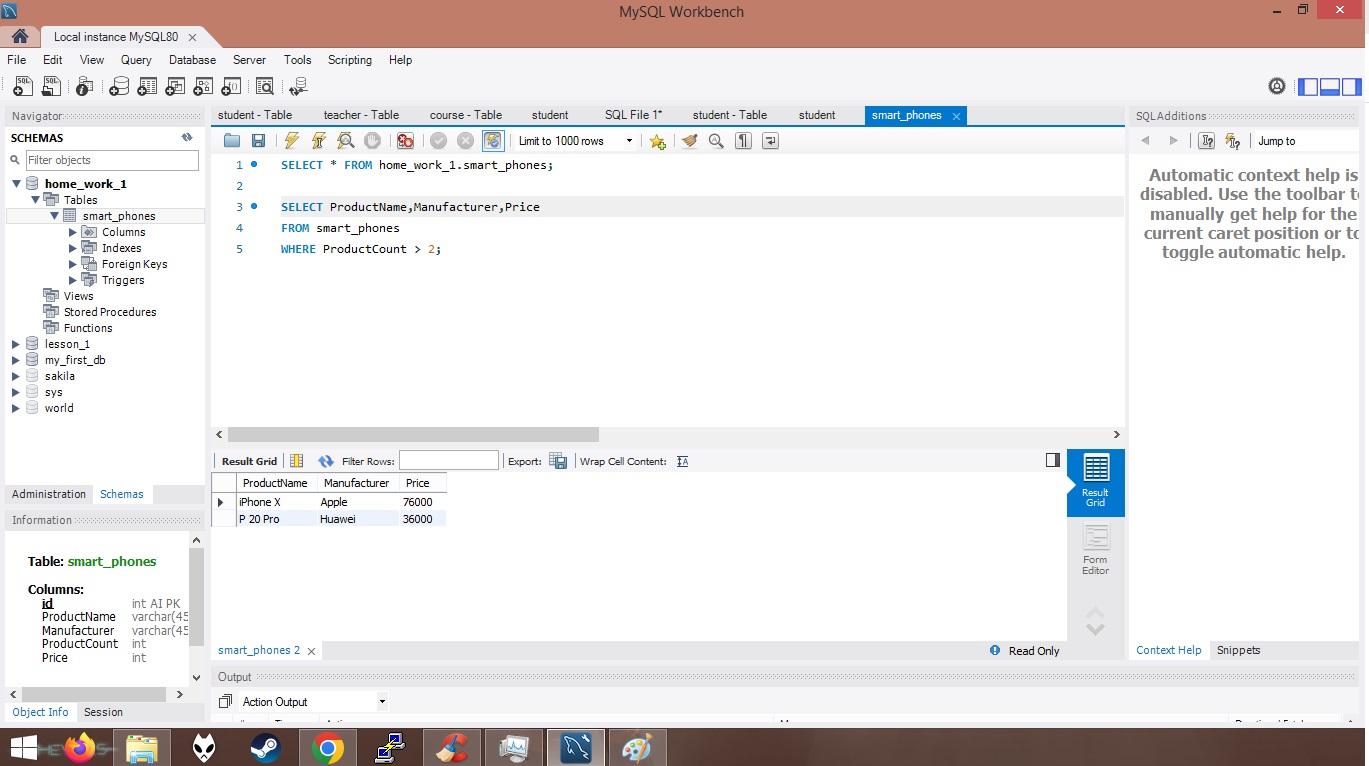 MySQL Workbench
Local instance MySQL80
File Edit View Query Database Server Tools Scripting Help
Navigator
SCHEMAS
Filter objects
home_work_1
Tables
smart_phones
Columns
Indexes
Foreign Keys
Triggers
Views
Stored Procedures
Functions
lesson_1
my_first_db
sakila
sys
world
Administration Schemas
Information
Table: smart_phones
Columns:
id int AI PK
ProductName varchar(45
Manufacturer varchar(45
ProductCount int
Price int
Object Info Session
student - Table teacher - Table course - Table student SQL File 1* student - Table student smart_phones
Limit to 1000 rows
1 SELECT * FROM home_work_1.smart_phones;
2
3 SELECT ProductName,Manufacturer,Price
4 FROM smart_phones
5 WHERE ProductCount > 2;
Result Grid Filter Rows: Export: Wrap Cell Content:
ProductName Manufacturer Price
iPhone X Apple 76000
P 20 Pro Huawei 36000
Result
Grid
Form
Editor
smart_phones 2
Read Only
Output
Action Output
SQLAdditions
Jump to
Automatic context help is
disabled. Use the toolbar to
manually get help for the
current caret position or to
toggle automatic help.
Context Help Snippets